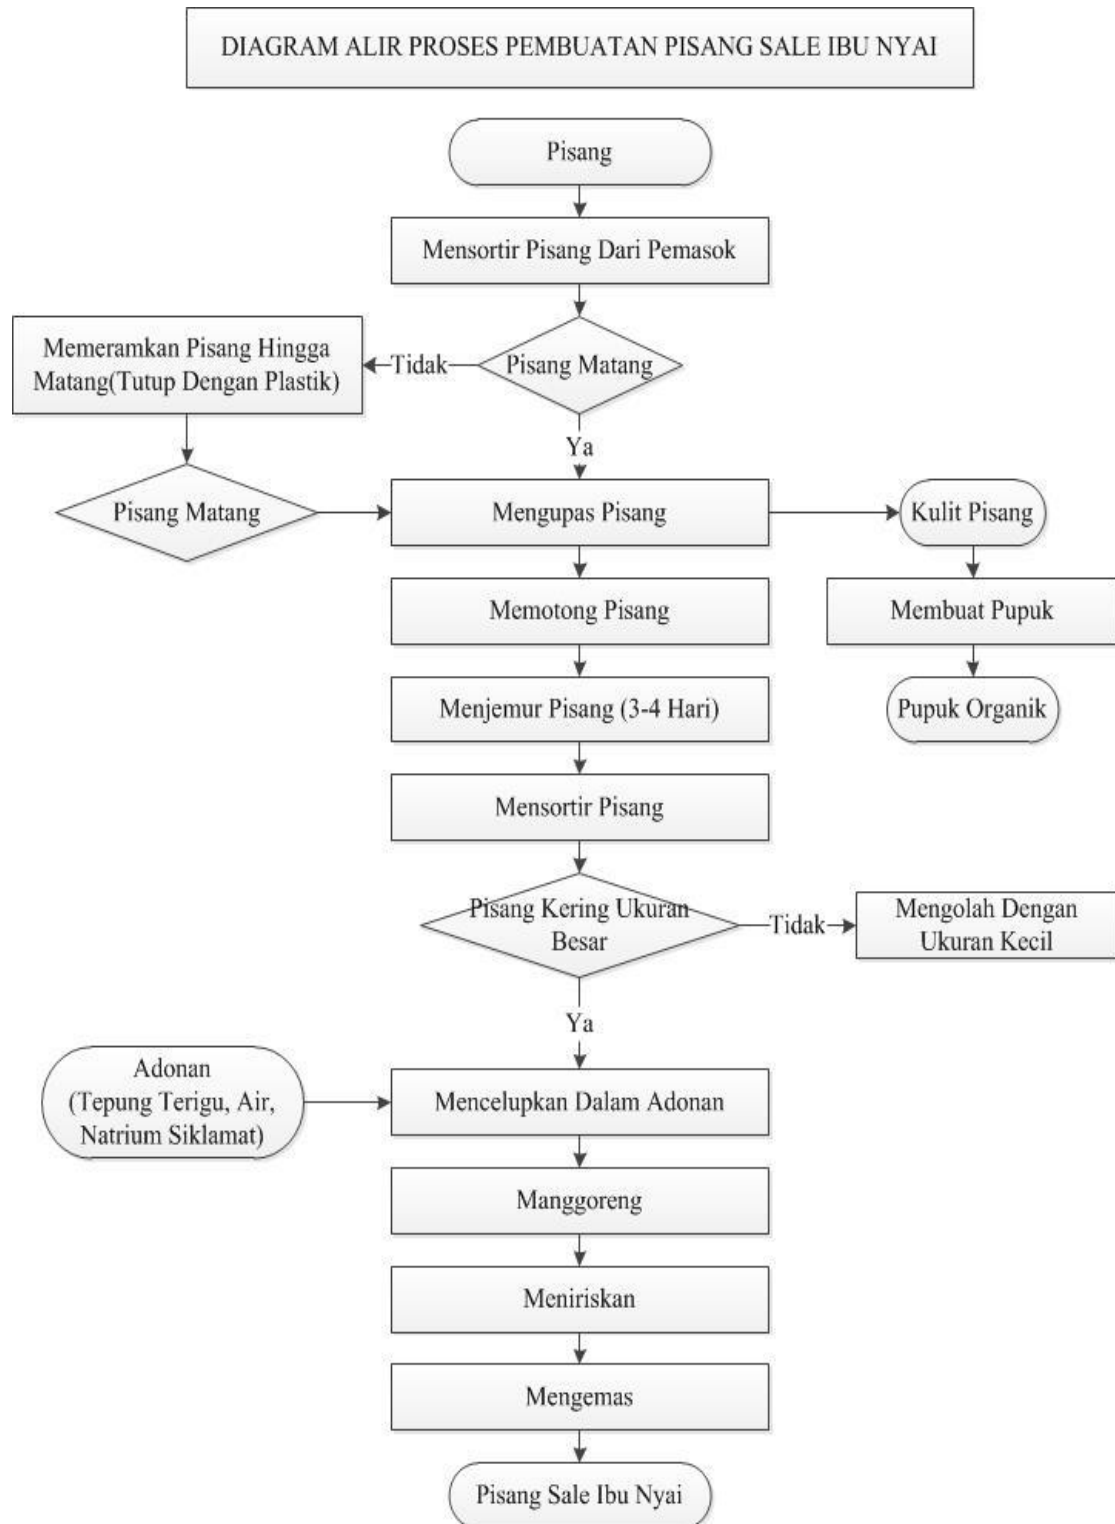 DIAGRAM ALIR PROSES PEMBUATAN PISANG SALE IBU NYAI
Pisang
Mensortir Pisang Dari Pemasok
Pisang Matang
Tidak
Memeramkan Pisang Hingga
Matang(Tutup Dengan Plastik)
Ya
Pisang Matang
Mengupas Pisang
Kulit Pisang
Memotong Pisang
Membuat Pupuk
Menjemur Pisang (3-4 Hari)
Pupuk Organik
Mensortir Pisang
Pisang Kering Ukuran
Besar
Tidak
Mengolah Dengan
Ukuran Kecil
Ya
Adonan
(Tepung Terigu, Air,
Natrium Siklamat)
Mencelupkan Dalam Adonan
Manggoreng
Meniriskan
Mengemas
Pisang Sale Ibu Nyai